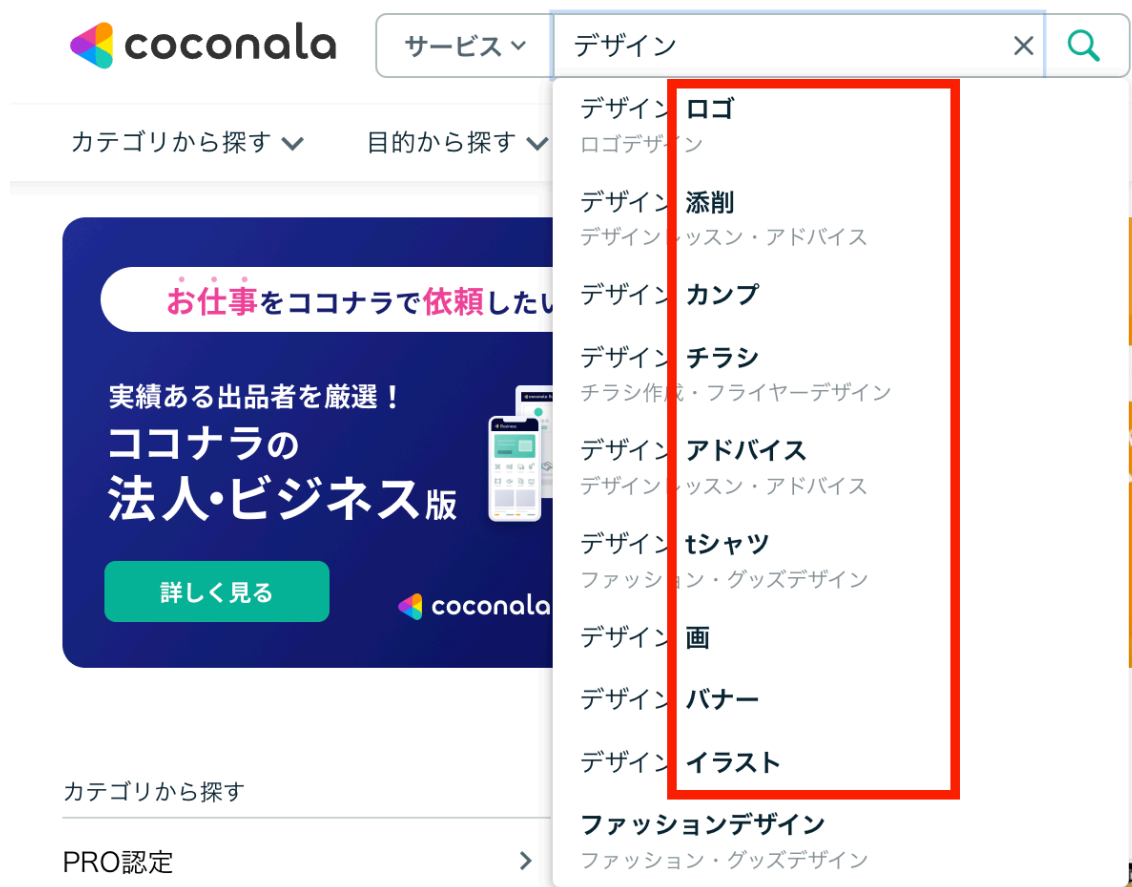 coconala
サービス
デザイン
カテゴリから探す
目的から探す
デザイン ロゴ
ロゴデザイン
デザイン 添削
デザインレッスン・アドバイス
デザイン カンプ
デザイン チラシ
チラシ作成・フライヤーデザイン
デザイン アドバイス
デザインレッスン・アドバイス
デザイン tシャツ
ファッション・グッズデザイン
デザイン 画
デザイン バナー
デザイン イラスト
ファッションデザイン
ファッション・グッズデザイン
お仕事をココナラで依頼したい
実績ある出品者を厳選！
ココナラの
法人・ビジネス版
詳しく見る
coconala
カテゴリから探す
PRO認定